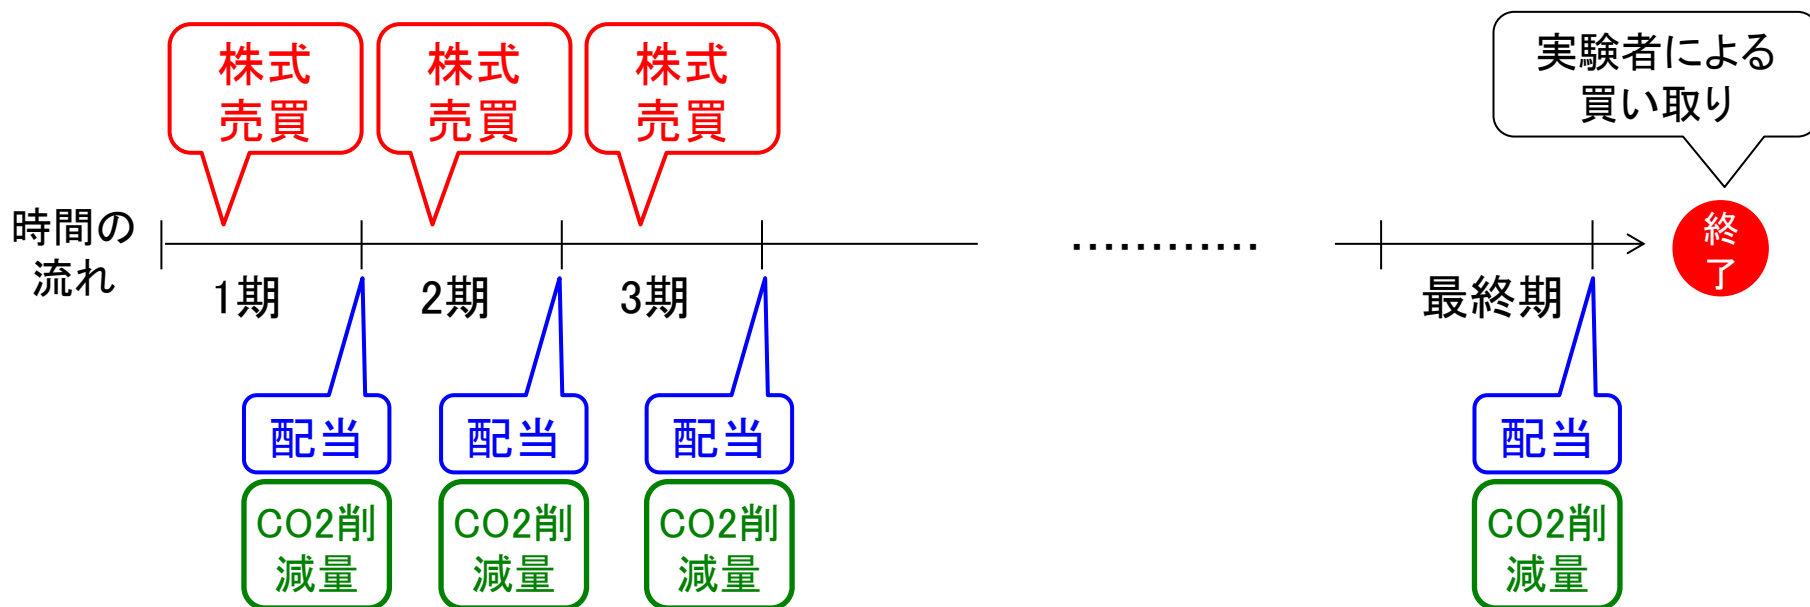 株式
売買
株式
売買
株式
売買
実験者による
買い取り
時間の
流れ
…………
終
了
1期
2期
3期
最終期
配当
配当
配当
配当
CO2削
減量
CO2削
減量
CO2削
減量
CO2削
減量